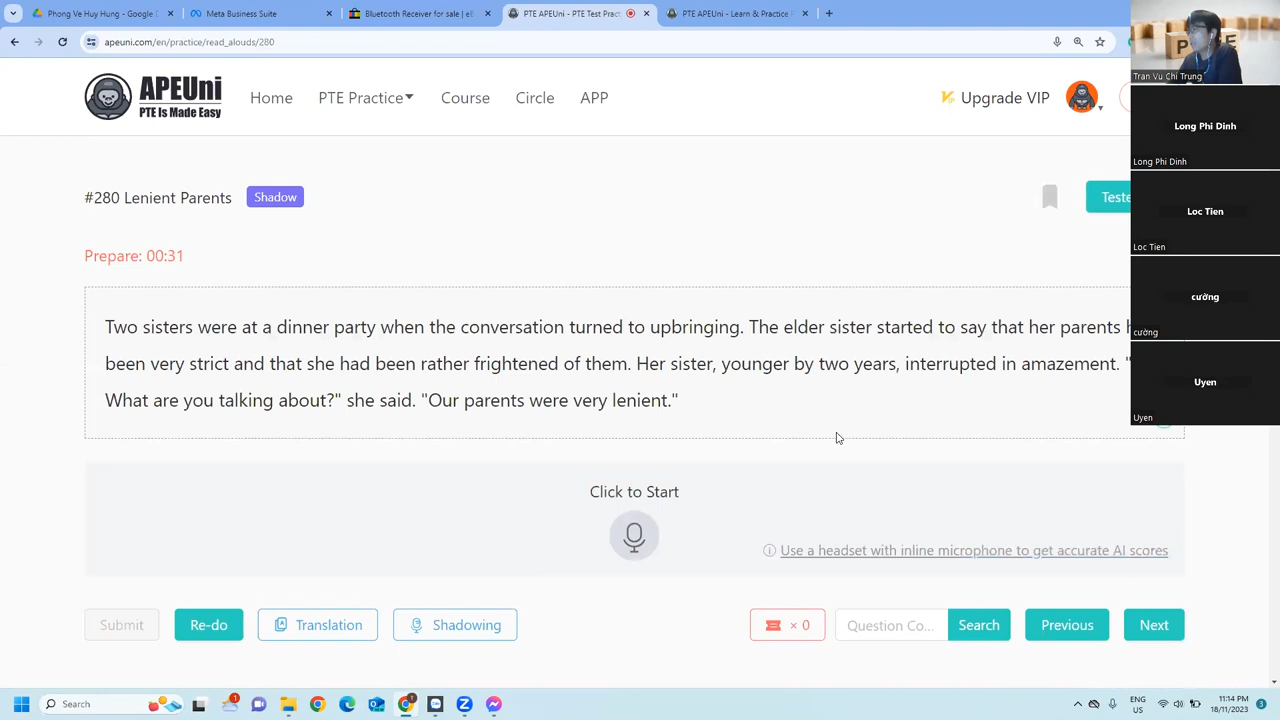 Phong Ve Vy Hung - Google D
Meta Business Suite
Bluetooth Receiver for sale | eB
PTE APEUni - PTE Test Pract
PTE APEUni - Learn & Practice P
apeuni.com/en/practice/read_alouds/280
APEUni
PTE Is Made Easy
Home
PTE Practice
Course
Circle
APP
Upgrade VIP
Tran Vu Chi Trung
Long Phi Dinh
Long Phi Dinh
Loc Tien
Loc Tien
cường
cường
Uyen
Uyen
#280 Lenient Parents
Shadow
Teste
Prepare: 00:31
Two sisters were at a dinner party when the conversation turned to upbringing. The elder sister started to say that her parents h
been very strict and that she had been rather frightened of them. Her sister, younger by two years, interrupted in amazement. "
What are you talking about?" she said. "Our parents were very lenient."
Click to Start
Use a headset with inline microphone to get accurate AI scores
Submit
Re-do
Translation
Shadowing
× 0
Question Co...
Search
Previous
Next
Search
ENG
US
11:14 PM
18/11/2023